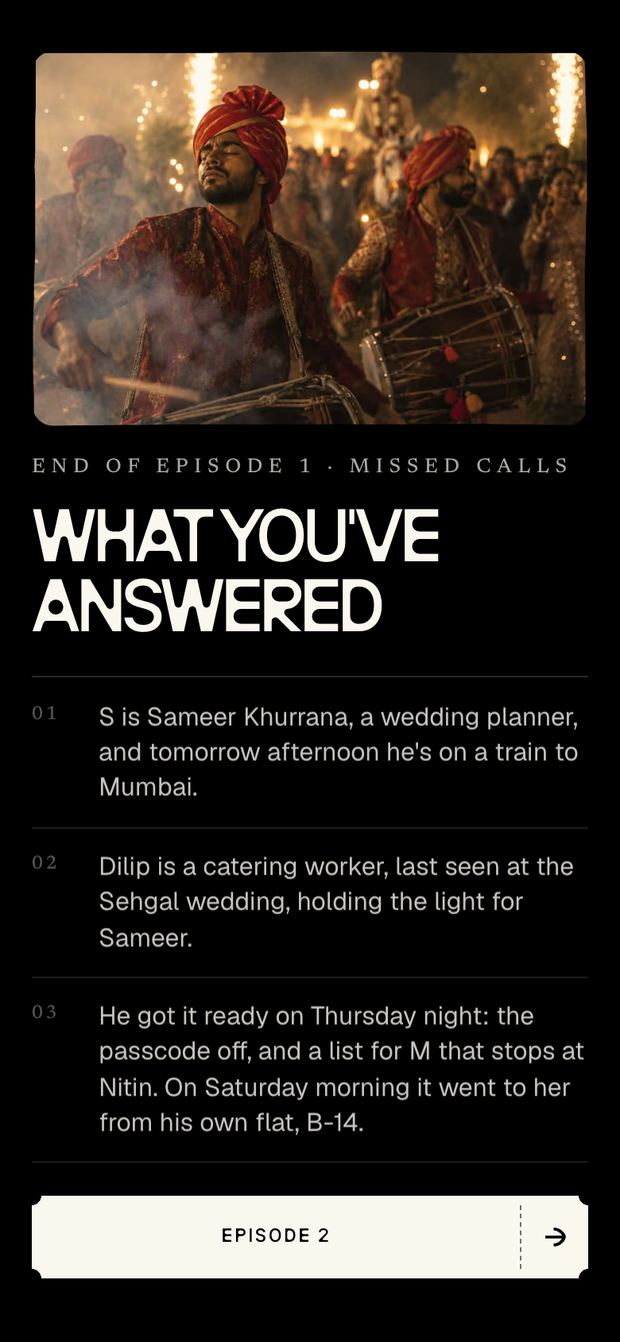 END OF EPISODE 1 · MISSED CALLS
WHAT YOU'VE
ANSWERED
01
S is Sameer Khurrana, a wedding planner,
and tomorrow afternoon he's on a train to
Mumbai.
02
Dilip is a catering worker, last seen at the
Sehgal wedding, holding the light for
Sameer.
03
He got it ready on Thursday night: the
passcode off, and a list for M that stops at
Nitin. On Saturday morning it went to her
from his own flat, B-14.
EPISODE 2